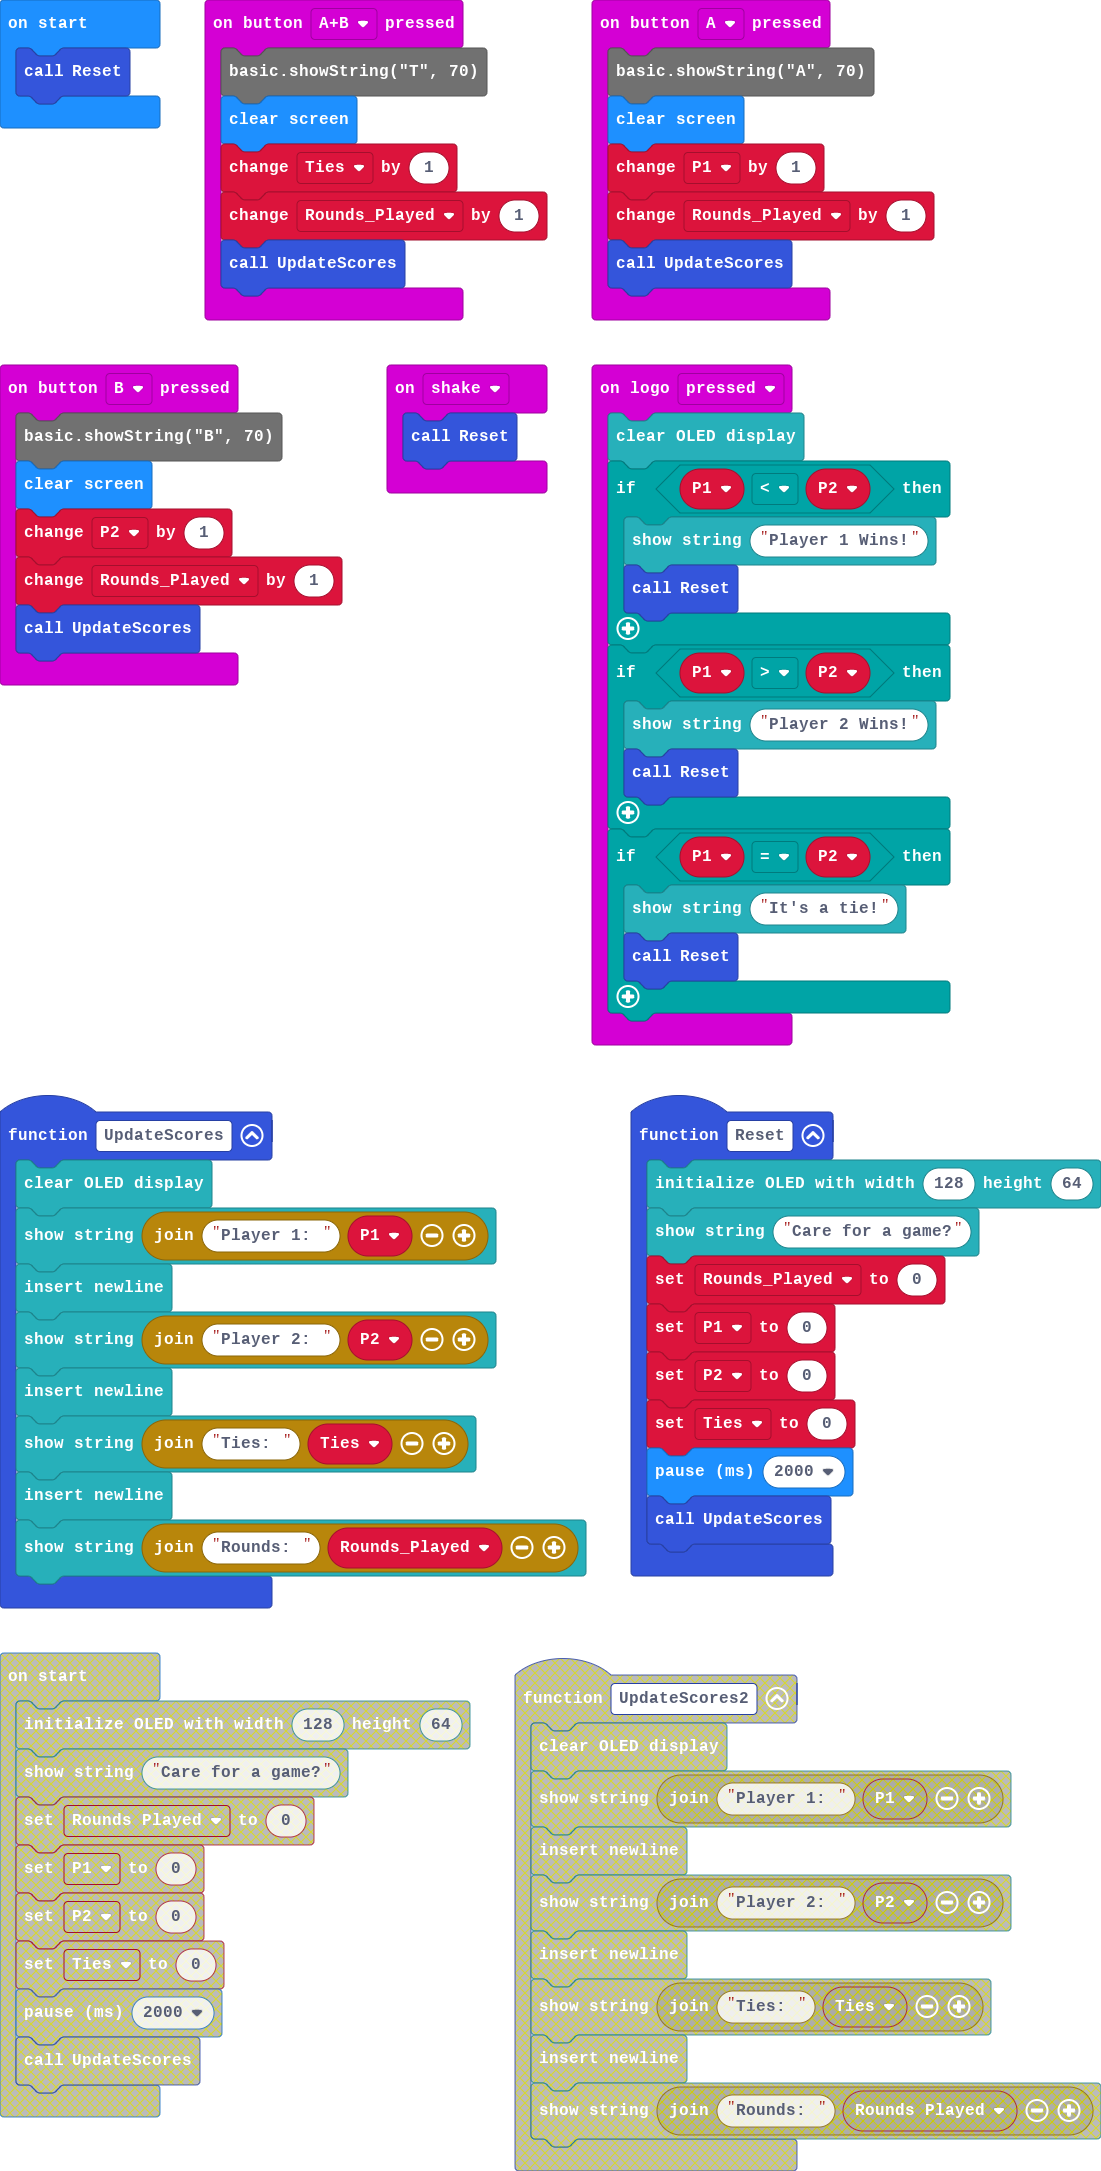 on start
call Reset
on button A+B pressed
basic.showString("T", 70)
clear screen
change Ties by 1
change Rounds_Played by 1
call UpdateScores
on button A pressed
basic.showString("A", 70)
clear screen
change P1 by 1
change Rounds_Played by 1
call UpdateScores
on button B pressed
basic.showString("B", 70)
clear screen
change P2 by 1
change Rounds_Played by 1
call UpdateScores
on shake
call Reset
on logo pressed
clear OLED display
if P1 < P2 then
show string "Player 1 Wins!"
call Reset
if P1 > P2 then
show string "Player 2 Wins!"
call Reset
if P1 = P2 then
show string "It's a tie!"
call Reset
function UpdateScores
clear OLED display
show string join "Player 1: " P1
insert newline
show string join "Player 2: " P2
insert newline
show string join "Ties: " Ties
insert newline
show string join "Rounds: " Rounds_Played
function Reset
initialize OLED with width 128 height 64
show string "Care for a game?"
set Rounds_Played to 0
set P1 to 0
set P2 to 0
set Ties to 0
pause (ms) 2000
call UpdateScores
on start
initialize OLED with width 128 height 64
show string "Care for a game?"
set Rounds Played to 0
set P1 to 0
set P2 to 0
set Ties to 0
pause (ms) 2000
call UpdateScores
function UpdateScores2
clear OLED display
show string join "Player 1: " P1
insert newline
show string join "Player 2: " P2
insert newline
show string join "Ties: " Ties
insert newline
show string join "Rounds: " Rounds Played